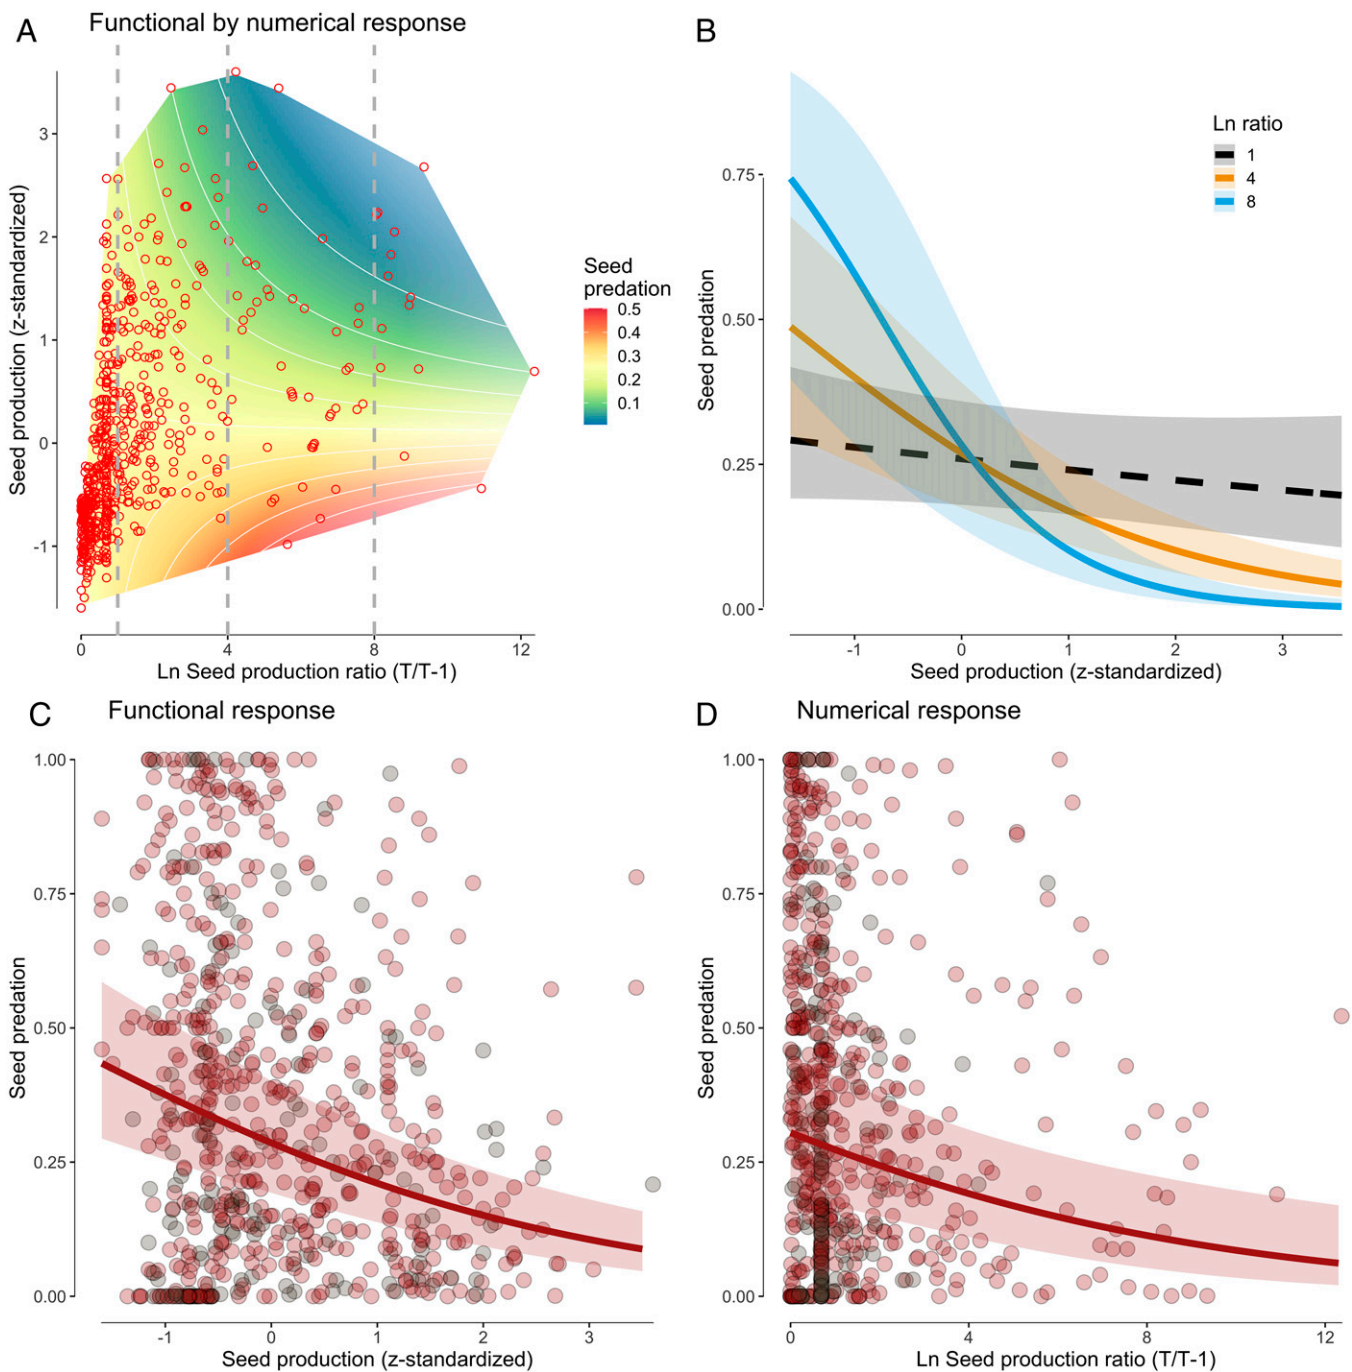 A
Functional by numerical response
Seed production (z-standardized)
3
2
1
0
-1
0
4
8
12
Ln Seed production ratio (T/T-1)
Seed
predation
0.5
0.4
0.3
0.2
0.1
B
Seed predation
0.75
0.50
0.25
0.00
-1
0
1
2
3
Seed production (z-standardized)
Ln ratio
1
4
8
C
Functional response
Seed predation
1.00
0.75
0.50
0.25
0.00
-1
0
1
2
3
Seed production (z-standardized)
D
Numerical response
Seed predation
1.00
0.75
0.50
0.25
0.00
0
4
8
12
Ln Seed production ratio (T/T-1)